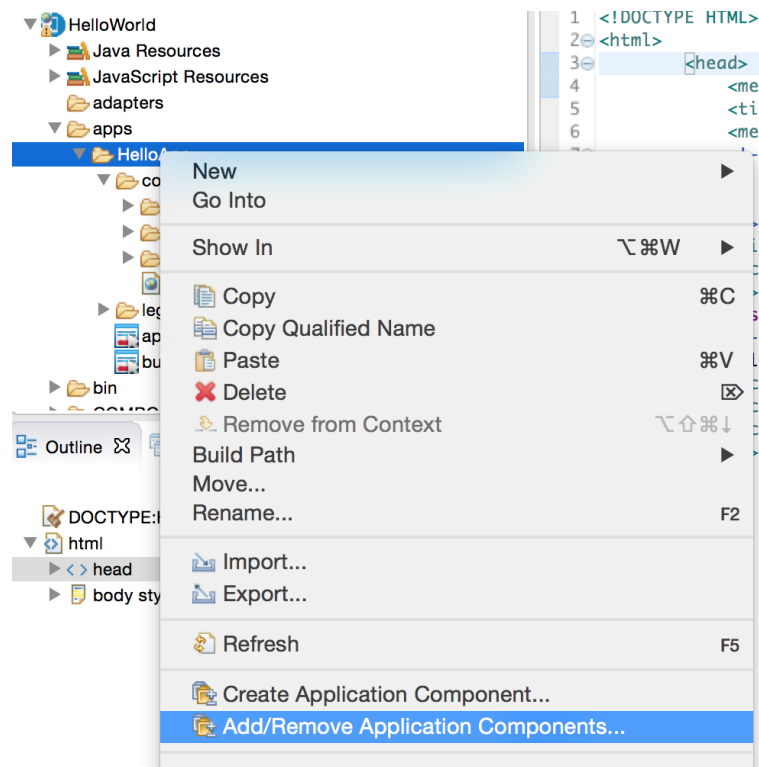 HelloWorld
Java Resources
JavaScript Resources
adapters
apps
bin
Outline
DOCTYPE:
html
head
body
1 <!DOCTYPE HTML>
2 <html>
3 <head>
4
5
6
New
Go Into
Show In ⌥⌘W
Copy ⌘C
Copy Qualified Name
Paste ⌘V
Delete ⌦
Remove from Context ⌥⇧⌘↓
Build Path
Move...
Rename... F2
Import...
Export...
Refresh F5
Create Application Component...
Add/Remove Application Components...